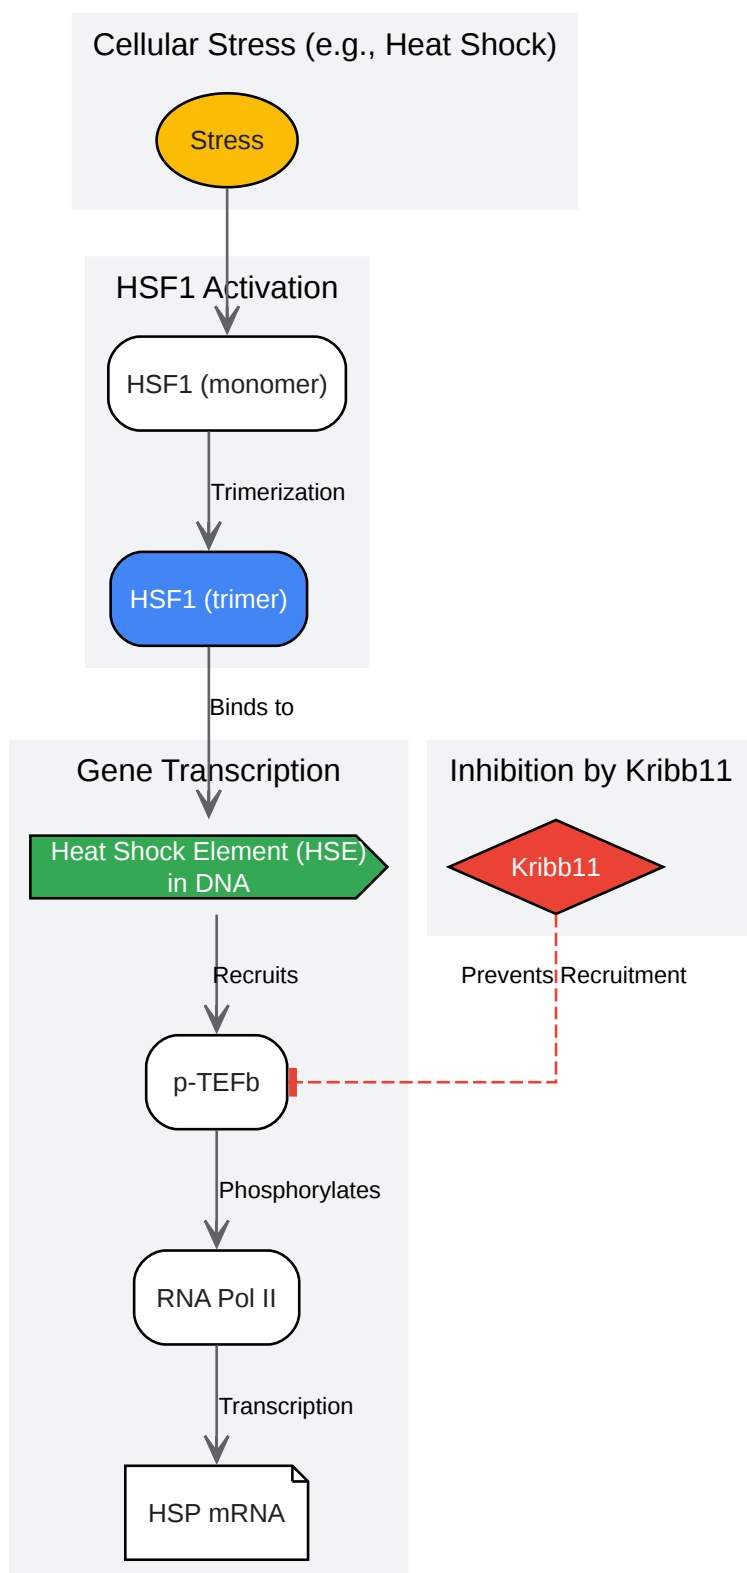 Cellular Stress (e.g., Heat Shock)
Stress
HSF1 Activation
HSF1 (monomer)
Trimerization
HSF1 (trimer)
Binds to
Gene Transcription
Inhibition by Kribb11
Heat Shock Element (HSE)
in DNA
Kribb11
Recruits
Prevents Recruitment
p-TEFb
Phosphorylates
RNA Pol II
Transcription
HSP mRNA